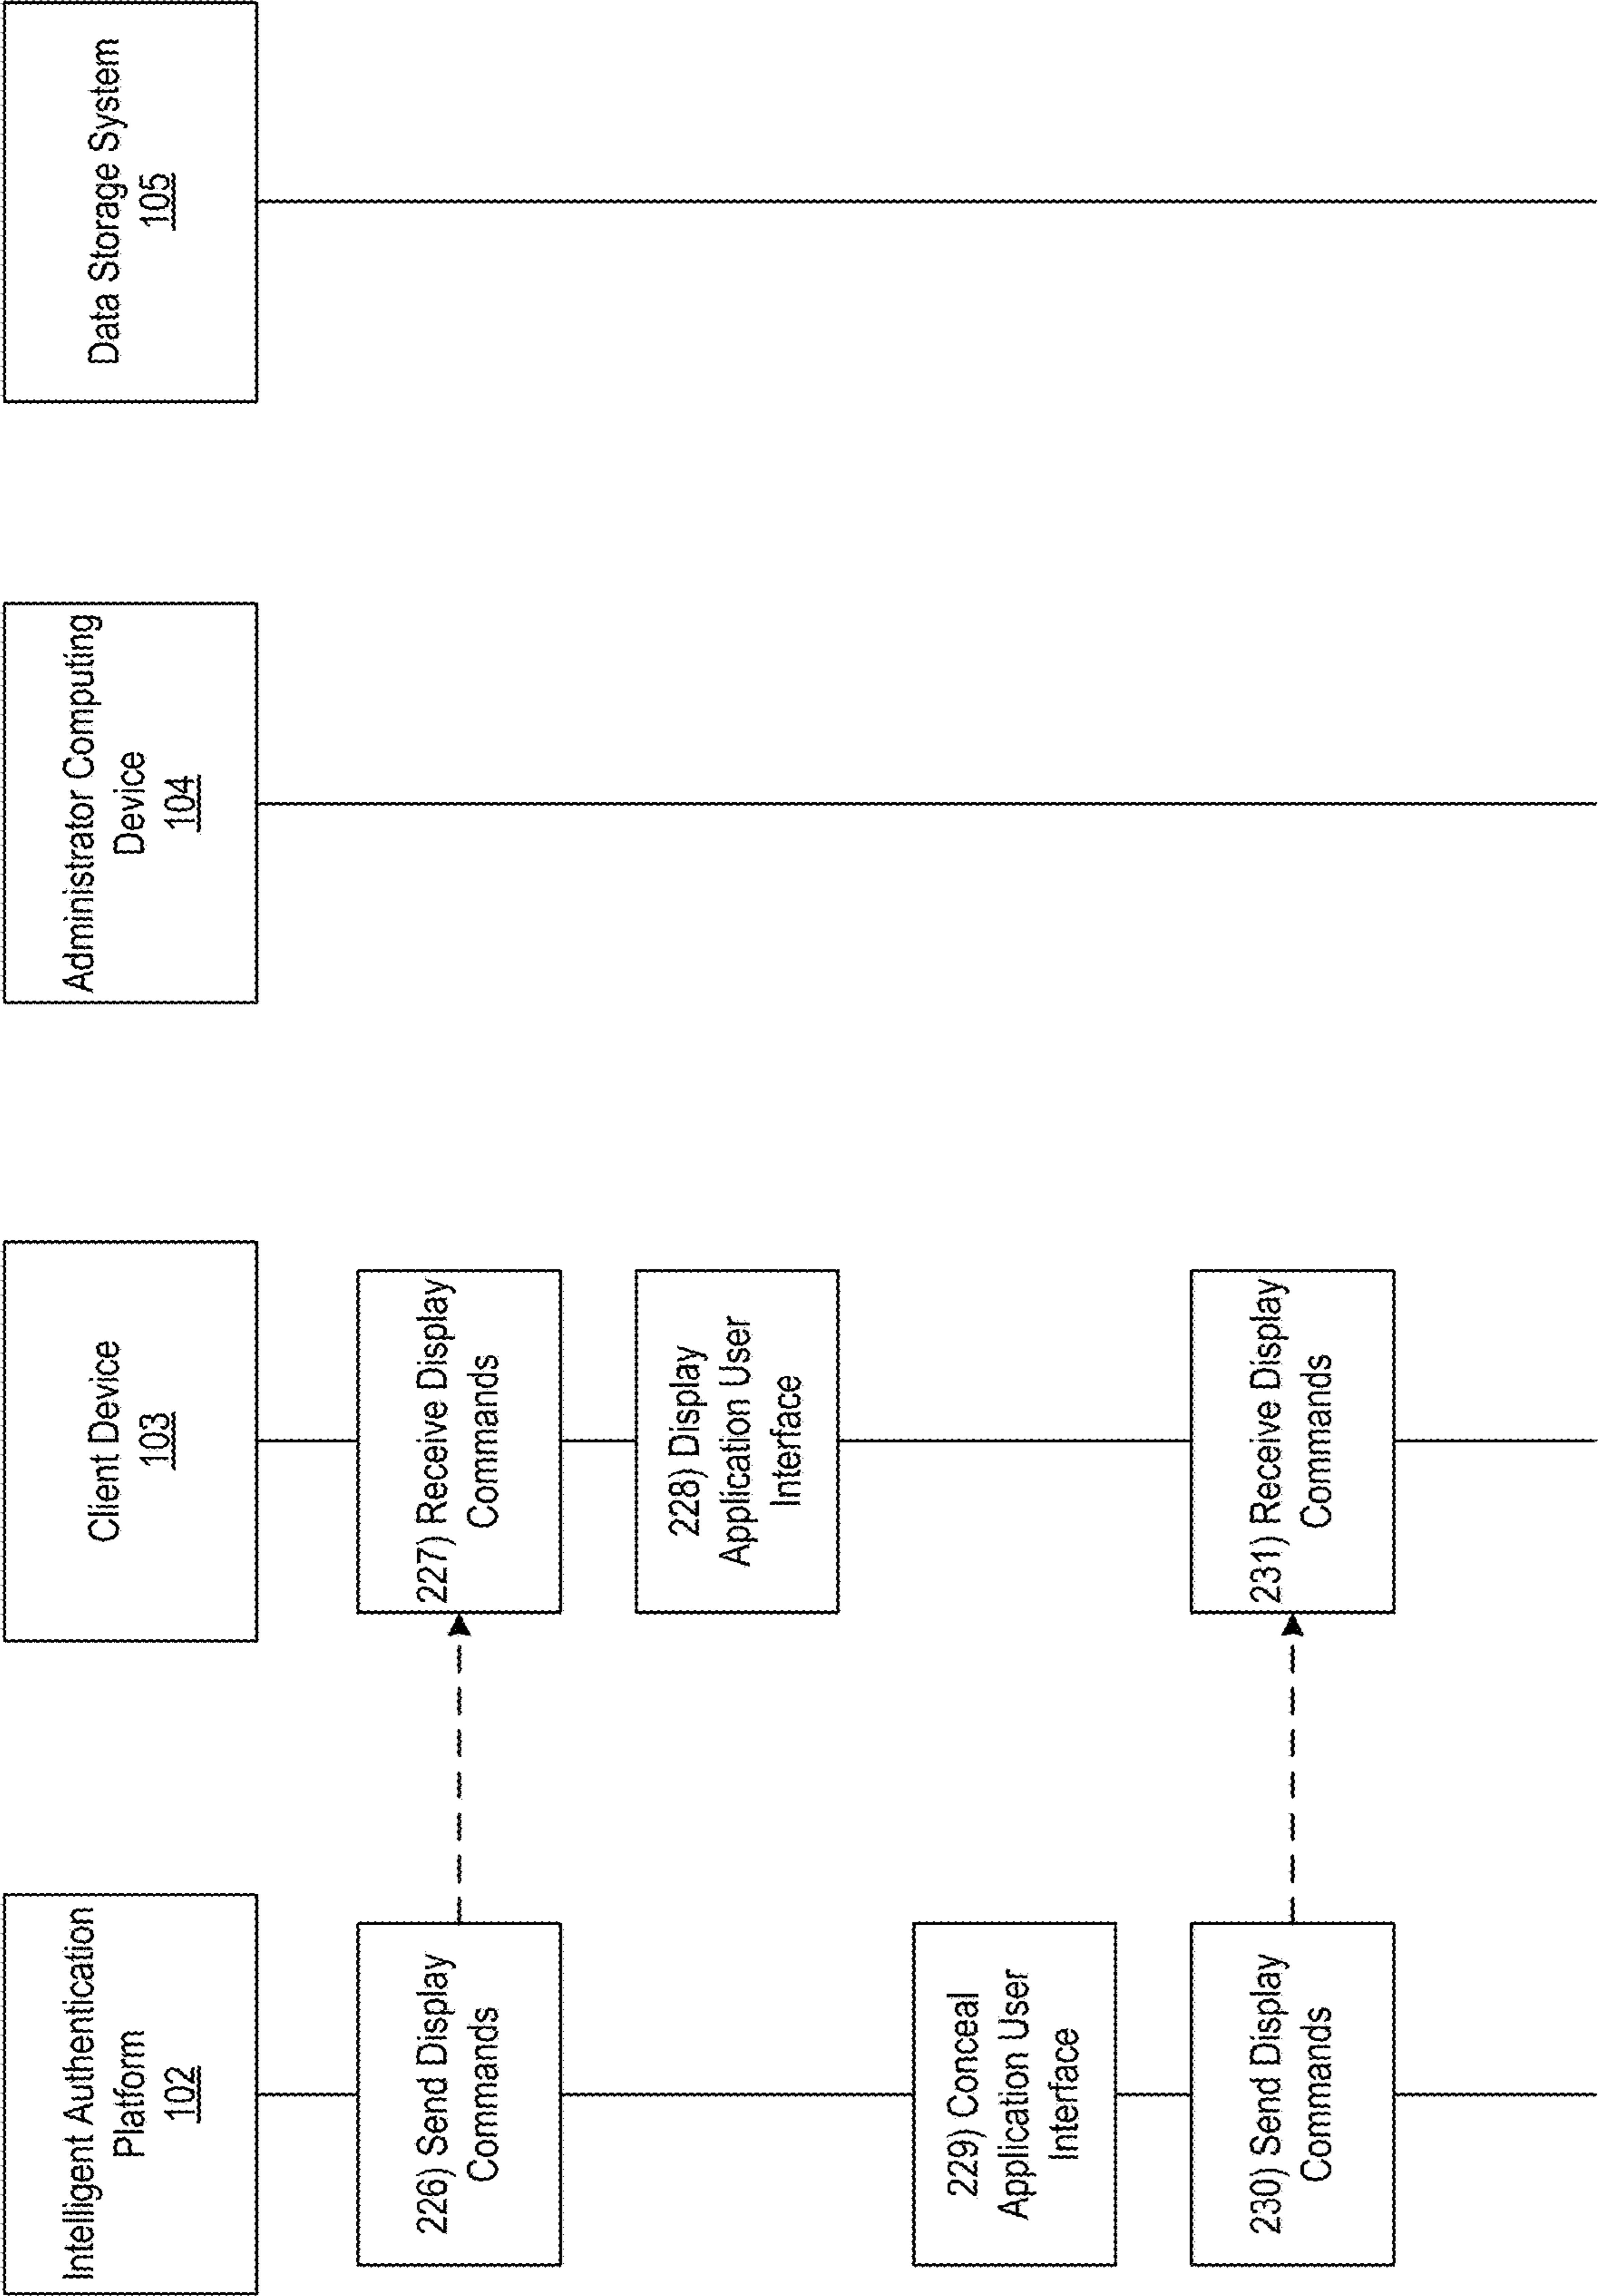 Intelligent Authentication
Platform
102
Client Device
103
Administrator Computing
Device
104
Data Storage System
105
226) Send Display
Commands
227) Receive Display
Commands
228) Display
Application User
Interface
229) Conceal
Application User
Interface
230) Send Display
Commands
231) Receive Display
Commands